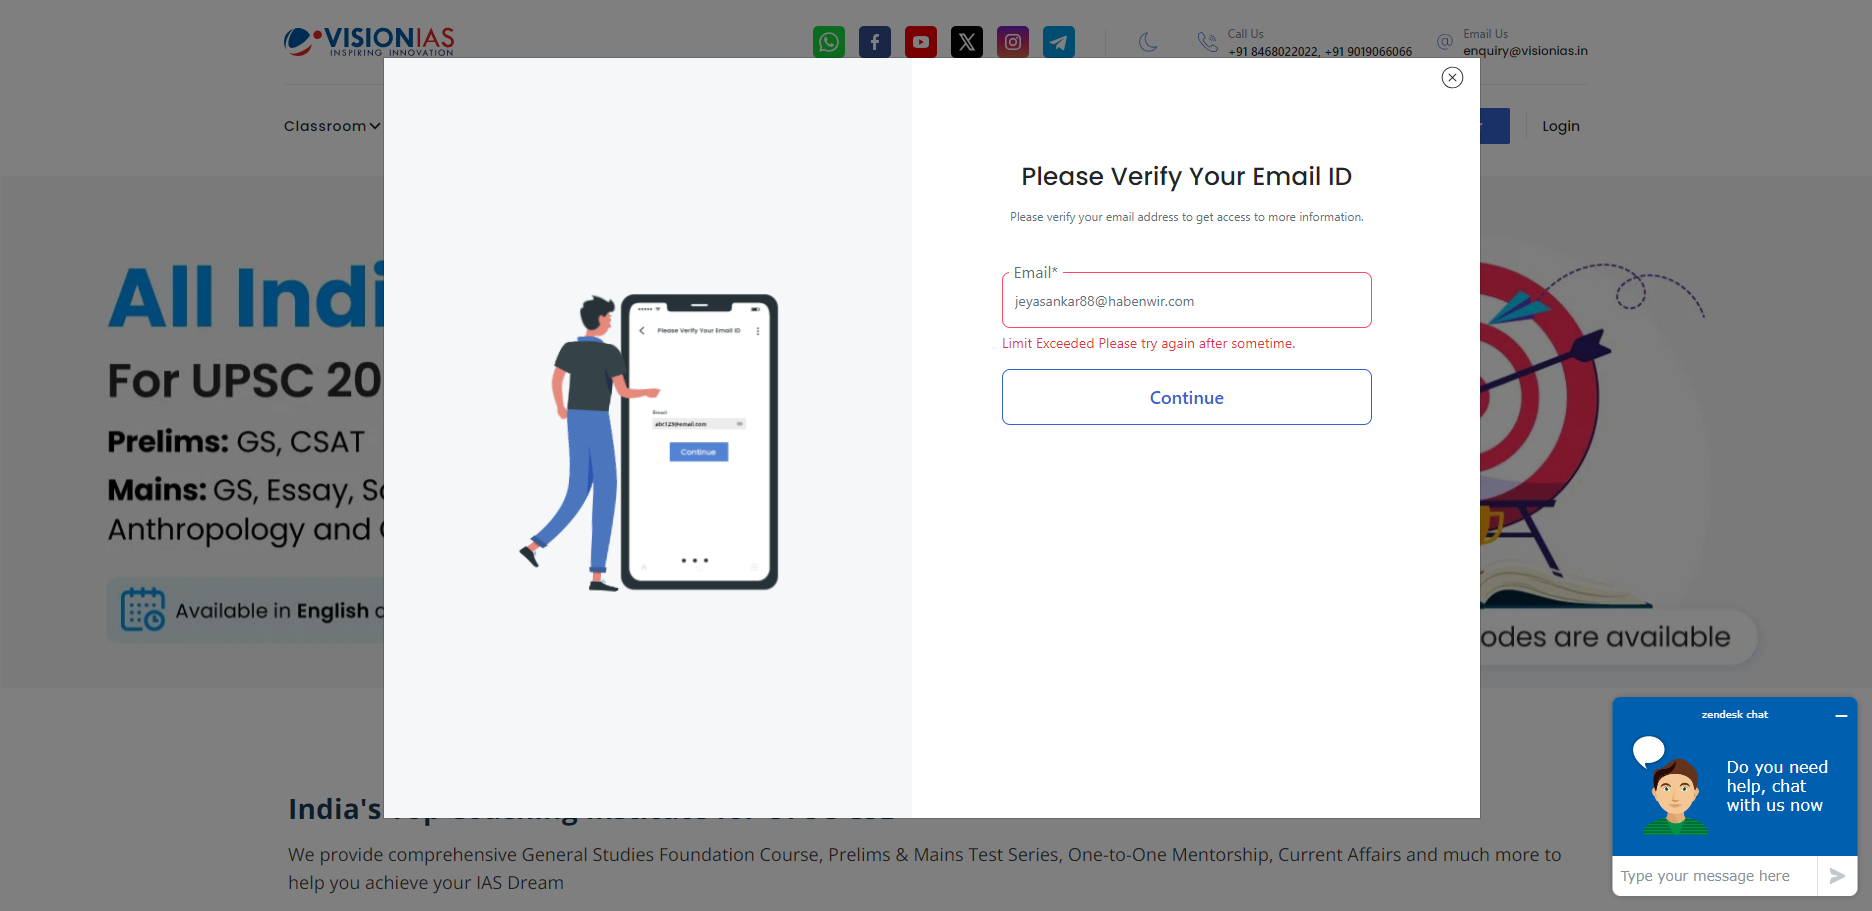 VISIONIAS
INSPIRING INNOVATION
Call Us
+91 8468022022, +91 9019066066
Email Us
enquiry@visionias.in
Classroom
Login
Please Verify Your Email ID
Please verify your email address to get access to more information.
Email*
jeyasankar88@habenwir.com
Limit Exceeded Please try again after sometime.
Continue
Please Verify Your Email ID
Email
abc123@email.com
Continue
All Indi
For UPSC 20
Prelims: GS, CSAT
Mains: GS, Essay, So
Anthropology and
Available in English a
odes are available
India's
We provide comprehensive General Studies Foundation Course, Prelims & Mains Test Series, One-to-One Mentorship, Current Affairs and much more to
help you achieve your IAS Dream
zendesk chat
Do you need
help, chat
with us now
Type your message here